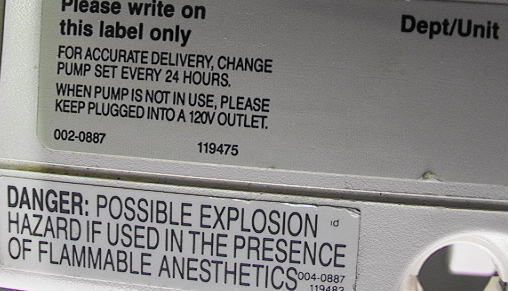 Please write on
this label only
Dept/Unit
FOR ACCURATE DELIVERY, CHANGE
PUMP SET EVERY 24 HOURS.
WHEN PUMP IS NOT IN USE, PLEASE
KEEP PLUGGED INTO A 120V OUTLET.
002-0887 119475
DANGER: POSSIBLE EXPLOSION
HAZARD IF USED IN THE PRESENCE
OF FLAMMABLE ANESTHETICS
id
004-0887
119483